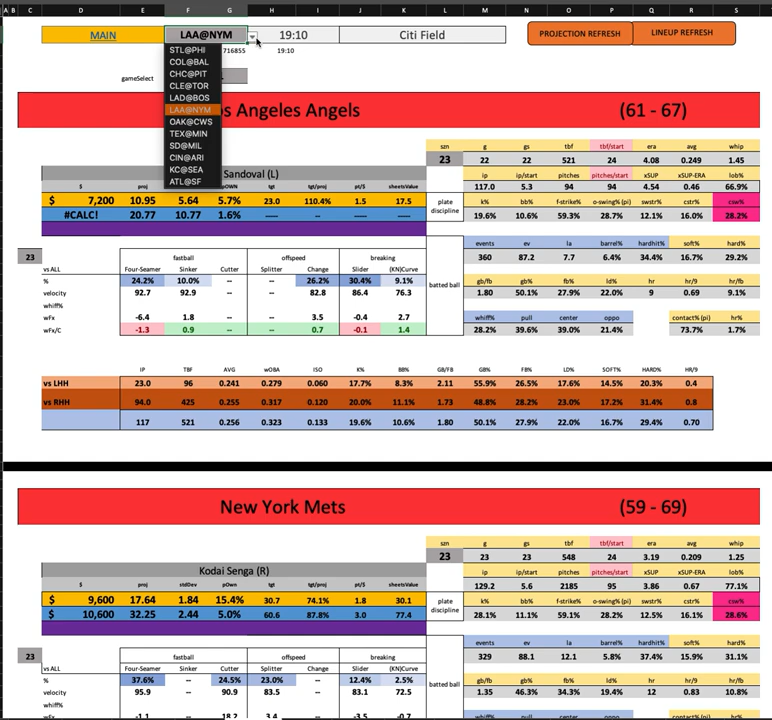 A B C D E F G H I J K L M N O P Q R S
MAIN LAA@NYM 19:10 Citi Field PROJECTION REFRESH LINEUP REFRESH
STL@PHI 716855 19:10
COL@BAL
CHC@PIT
gameSelect
CLE@TOR
LAD@BOS
LAA@NYM
OAK@CWS
TEX@MIN
SD@MIL
CIN@ARI
KC@SEA
ATL@SF
os Angeles Angels (61 - 67)
szn g gs tbf tbf/start era avg whip
23 22 22 521 24 4.08 0.249 1.45
Sandoval (L) ip ip/start pitches pitches/start xSUP xSUP-ERA lob%
$ proj pOWN tgt tgt/proj pt/$ sheetsValue 117.0 5.3 94 94 4.54 0.46 66.9%
$ 7,200 10.95 5.64 5.7% 23.0 110.4% 1.5 17.5 plate discipline k% bb% f-strike% o-swing% (pi) swstr% cstr% csw%
#CALC! 20.77 10.77 1.6% — — — — 19.6% 10.6% 59.3% 28.7% 12.1% 16.0% 28.2%
events ev la barrel% hardhit% soft% hard%
23 fastball offspeed breaking 360 87.2 7.7 6.4% 34.4% 16.7% 29.2%
vs ALL Four-Seamer Sinker Cutter Splitter Change Slider (KN)Curve batted ball
% 24.2% 10.0% -- -- 26.2% 30.4% 9.1% gb/fb gb% fb% ld% hr hr/9 hr/fb
velocity 92.7 92.9 -- -- 82.8 86.4 76.3 1.80 50.1% 27.9% 22.0% 9 0.69 9.1%
whiff%
wFx -6.4 1.8 3.5 -0.4 2.7 whiff% pull center oppo contact% (pi) hr%
wFx/C -1.3 0.9 -- -- 0.7 -0.1 1.4 28.2% 39.6% 39.0% 21.4% 73.7% 1.7%
IP TBF AVG wOBA ISO K% BB% GB/FB GB% FB% LD% SOFT% HARD% HR/9
vs LHH 23.0 96 0.241 0.279 0.060 17.7% 8.3% 2.11 55.9% 26.5% 17.6% 14.5% 20.3% 0.4
vs RHH 94.0 425 0.255 0.317 0.120 20.0% 11.1% 1.73 48.8% 28.2% 23.0% 17.2% 31.4% 0.8
117 521 0.256 0.323 0.133 19.6% 10.6% 1.80 50.1% 27.9% 22.0% 16.7% 29.4% 0.70
New York Mets (59 - 69)
szn g gs tbf tbf/start era avg whip
23 23 23 548 24 3.19 0.209 1.25
Kodai Senga (R) ip ip/start pitches pitches/start xSUP xSUP-ERA lob%
$ proj stdDev pOwn tgt tgt/proj pt/$ sheetsValue 129.2 5.6 2185 95 3.86 0.67 77.1%
$ 9,600 17.64 1.84 15.4% 30.7 74.1% 1.8 30.1 plate discipline k% bb% f-strike% o-swing% (pi) swstr% cstr% csw%
$ 10,600 32.25 2.44 5.0% 60.6 87.8% 3.0 77.4 28.1% 11.1% 59.1% 28.2% 12.5% 16.1% 28.6%
events ev la barrel% hardhit% soft% hard%
23 fastball offspeed breaking 329 88.1 12.1 5.8% 37.4% 15.9% 31.1%
vs ALL Four-Seamer Sinker Cutter Splitter Change Slider (KN)Curve batted ball
% 37.6% -- 24.5% 23.0% -- 12.4% 2.5% gb/fb gb% fb% ld% hr hr/9 hr/fb
velocity 95.9 -- 90.9 83.5 -- 83.1 72.5 1.35 46.3% 34.3% 19.4% 12 0.83 10.8%
whiff%
wFx -1.1 18.2 3.4 -3.5 -0.7 whiff% pull center oppo contact% (pi) hr%